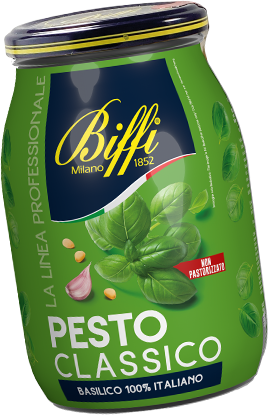 Biffi
Milano 1852
LA LINEA PROFESSIONALE
NON
PASTORIZZATO
PESTO
CLASSICO
BASILICO 100% ITALIANO